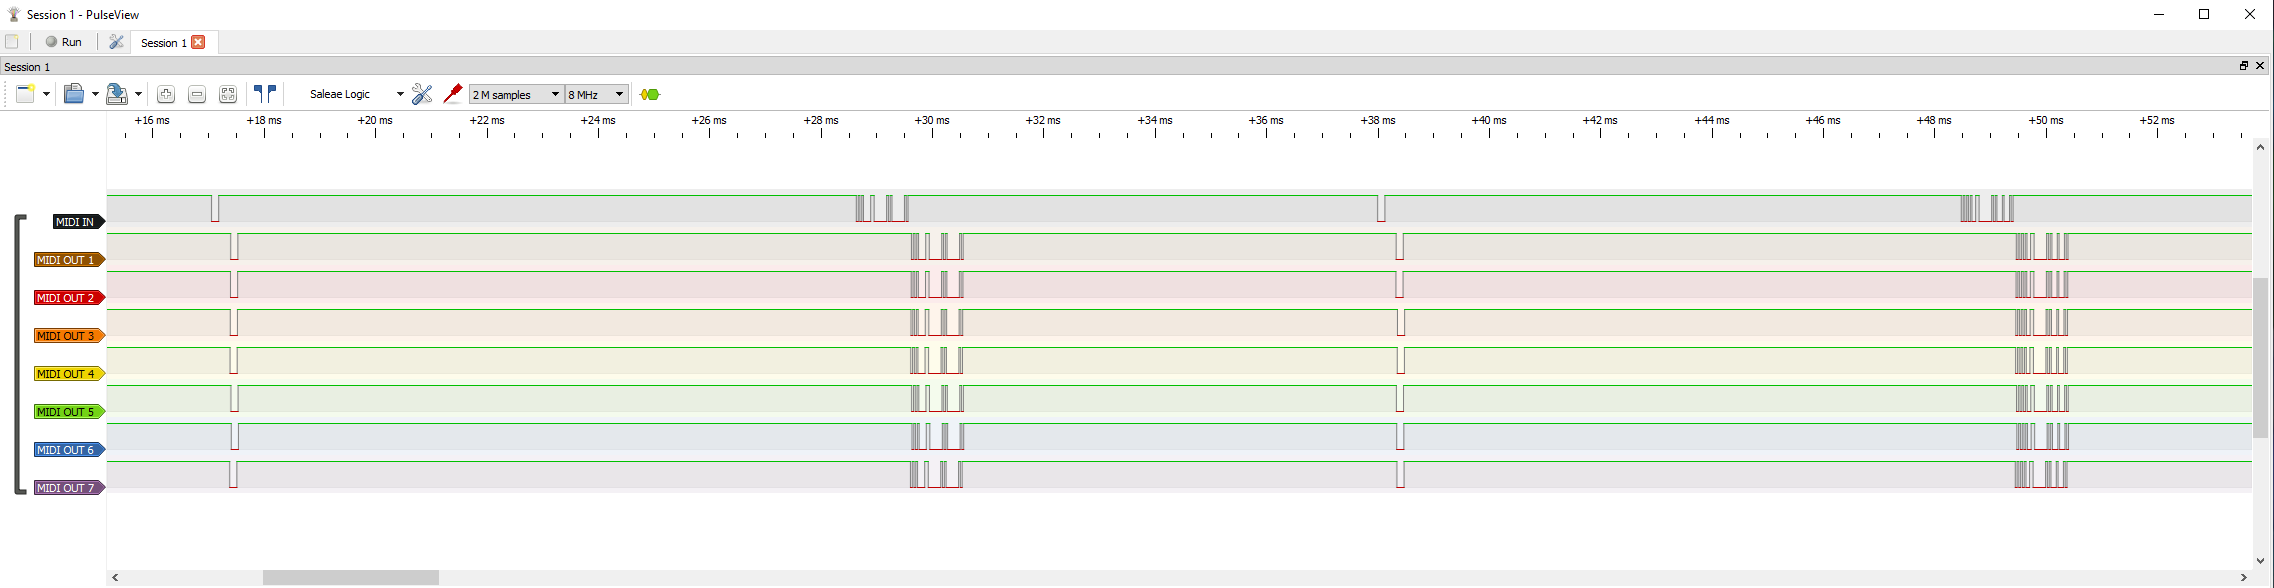 Session 1 - PulseView
Run
Session 1
Session 1
Saleae Logic 2 M samples 8 MHz
+16 ms +18 ms +20 ms +22 ms +24 ms +26 ms +28 ms +30 ms +32 ms +34 ms +36 ms +38 ms +40 ms +42 ms +44 ms +46 ms +48 ms +50 ms +52 ms
MIDI IN
MIDI OUT 1
MIDI OUT 2
MIDI OUT 3
MIDI OUT 4
MIDI OUT 5
MIDI OUT 6
MIDI OUT 7